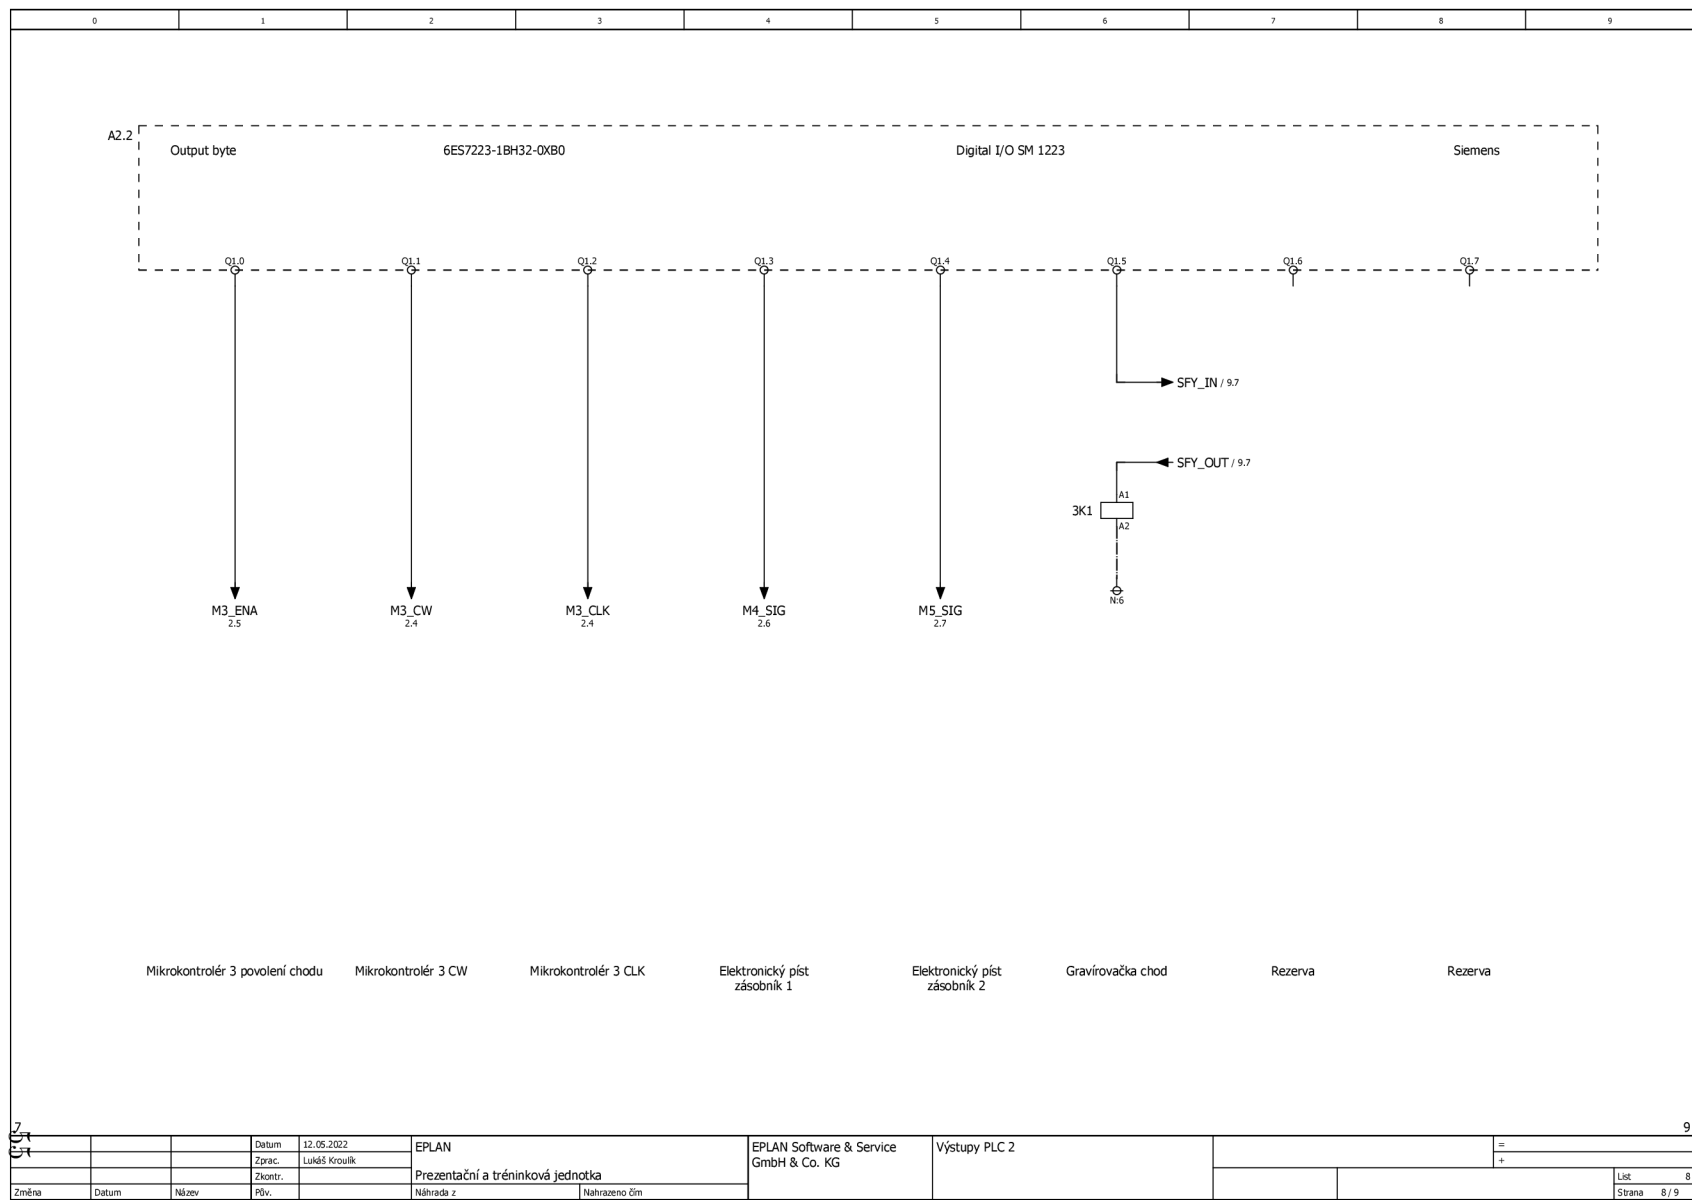 0 1 2 3 4 5 6 7 8 9
A2.2
Output byte 6ES7223-1BH32-0XB0 Digital I/O SM 1223 Siemens
Q1.0 Q1.1 Q1.2 Q1.3 Q1.4 Q1.5 Q1.6 Q1.7
SFY_IN / 9.7
SFY_OUT / 9.7
A1
3K1
A2
N:6
M3_ENA M3_CW M3_CLK M4_SIG M5_SIG
2.5 2.4 2.4 2.6 2.7
Mikrokontrolér 3 povolení chodu Mikrokontrolér 3 CW Mikrokontrolér 3 CLK Elektronický píst Elektronický píst Gravírovačka chod Rezerva Rezerva
zásobník 1 zásobník 2
7 9
Datum 12.05.2022 EPLAN EPLAN Software & Service Výstupy PLC 2 =
Zprac. Lukáš Kroulík GmbH & Co. KG +
Zkontr. Prezentační a tréninková jednotka List 8
Změna Datum Název Pův. Náhrada z Nahrazeno čím Strana 8 / 9